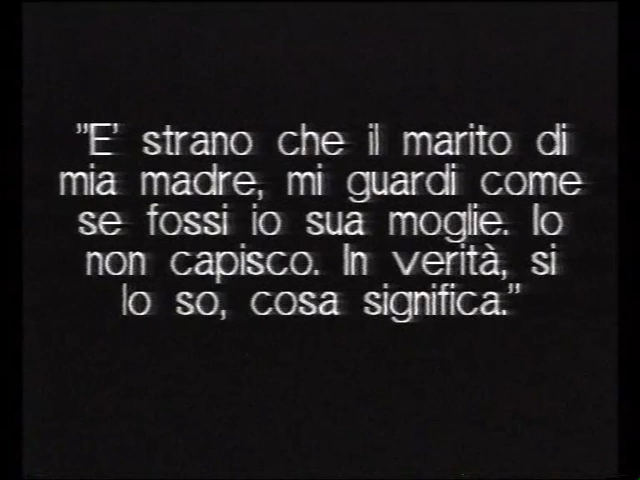 "E' strano che il marito di
mia madre, mi guardi come
se fossi io sua moglie. Io
non capisco. In verità, si
lo so, cosa significa."